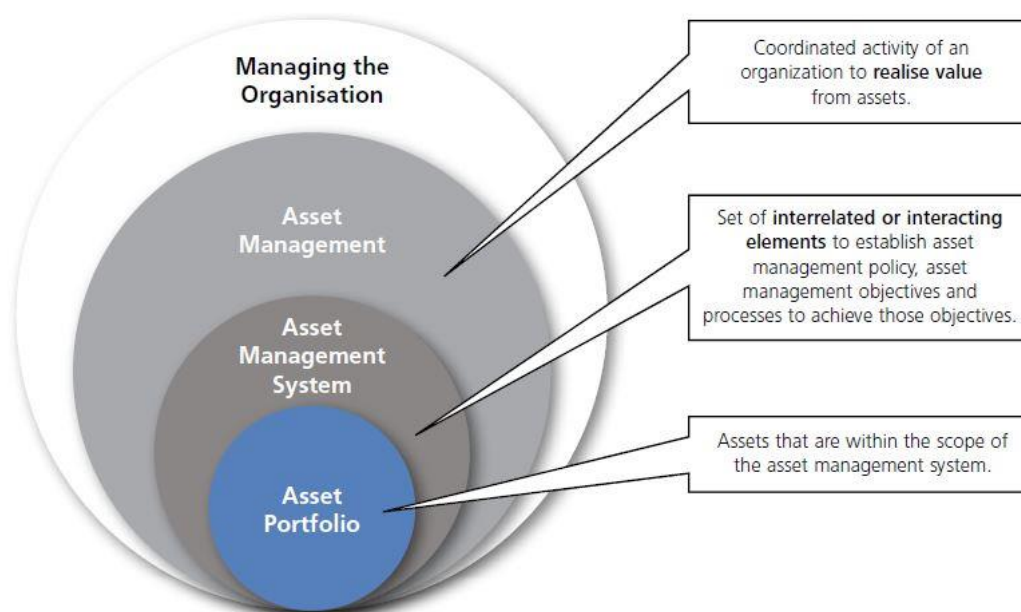 Managing the
Organisation
Asset
Management
Asset
Management
System
Asset
Portfolio
Coordinated activity of an
organization to realise value
from assets.
Set of interrelated or interacting
elements to establish asset
management policy, asset
management objectives and
processes to achieve those objectives.
Assets that are within the scope of
the asset management system.